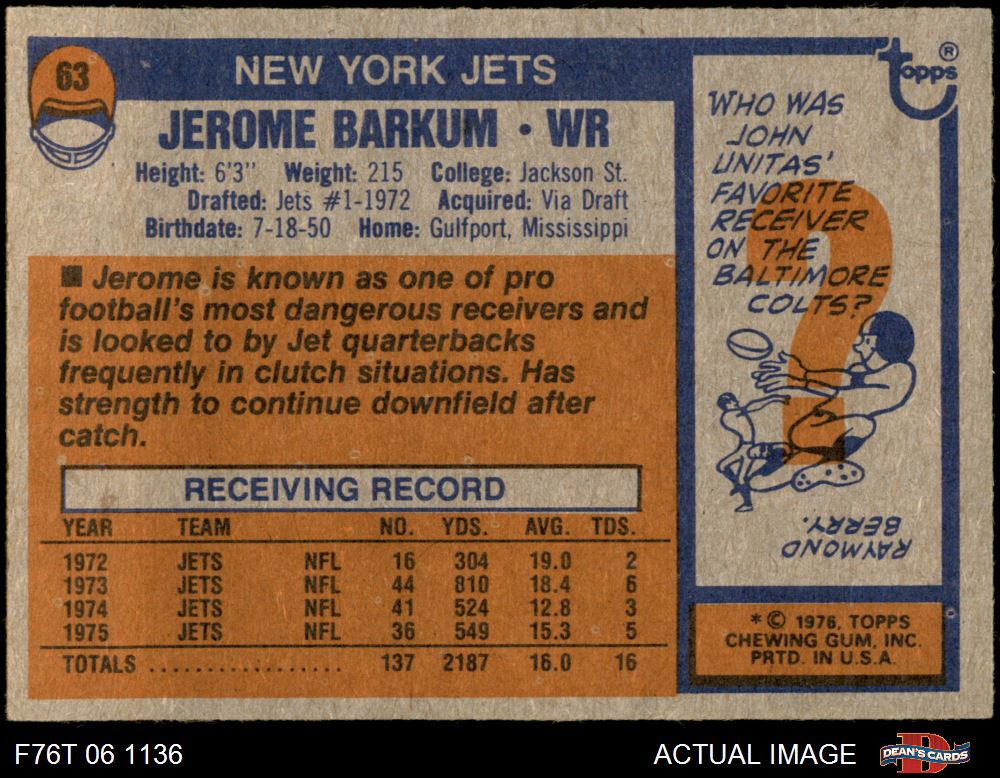 63
NEW YORK JETS
JEROME BARKUM • WR
Height: 6'3" Weight: 215 College: Jackson St.
Drafted: Jets #1-1972 Acquired: Via Draft
Birthdate: 7-18-50 Home: Gulfport, Mississippi
■ Jerome is known as one of pro
football's most dangerous receivers and
is looked to by Jet quarterbacks
frequently in clutch situations. Has
strength to continue downfield after
catch.
RECEIVING RECORD
YEAR TEAM NO. YDS. AVG. TDS.
1972 JETS NFL 16 304 19.0 2
1973 JETS NFL 44 810 18.4 6
1974 JETS NFL 41 524 12.8 3
1975 JETS NFL 36 549 15.3 5
TOTALS .................. 137 2187 16.0 16
topps®
WHO WAS
JOHN
UNITAS'
FAVORITE
RECEIVER
ON THE
BALTIMORE
COLTS?
?
RAYMOND
BERRY.
*© 1976, TOPPS
CHEWING GUM, INC.
PRTD. IN U.S.A.
F76T 06 1136
ACTUAL IMAGE
D
DEAN'S CARDS